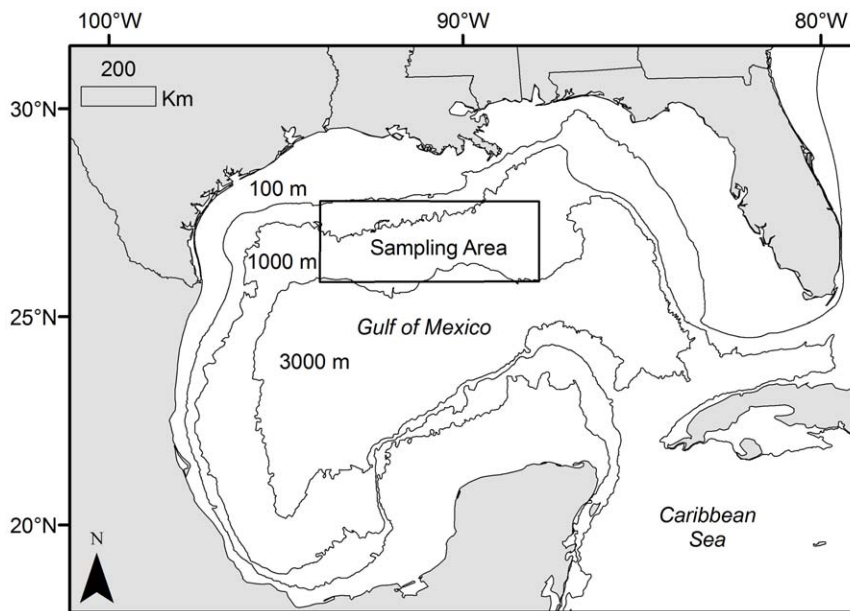 100°W
90°W
80°W
200
Km
30°N
100 m
Sampling Area
1000 m
25°N
Gulf of Mexico
3000 m
20°N
Caribbean
Sea
N